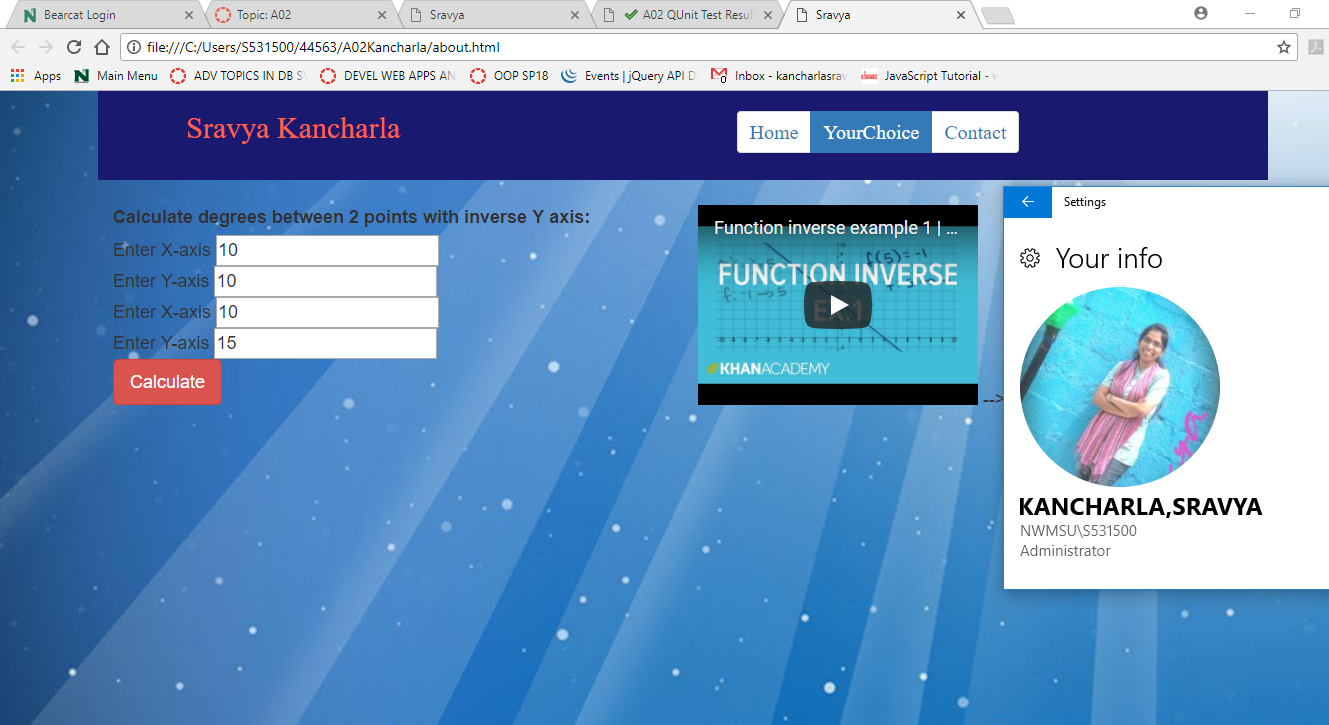 Bearcat Login
Topic: A02
Sravya
A02 QUnit Test Resul
Sravya
file:///C:/Users/S531500/44563/A02Kancharla/about.html
Apps
Main Menu
ADV TOPICS IN DB SY
DEVEL WEB APPS AN
OOP SP18
Events | jQuery API D
Inbox - kancharlasrav
JavaScript Tutorial - w
Sravya Kancharla
Home
YourChoice
Contact
Calculate degrees between 2 points with inverse Y axis:
Enter X-axis 10
Enter Y-axis 10
Enter X-axis 10
Enter Y-axis 15
Calculate
Function inverse example 1 | ...
f(5)=-1
FUNCTION INVERSE
f: -1 → 5
EX.1
KHANACADEMY
-->
Settings
Your info
KANCHARLA,SRAVYA
NWMSU\S531500
Administrator